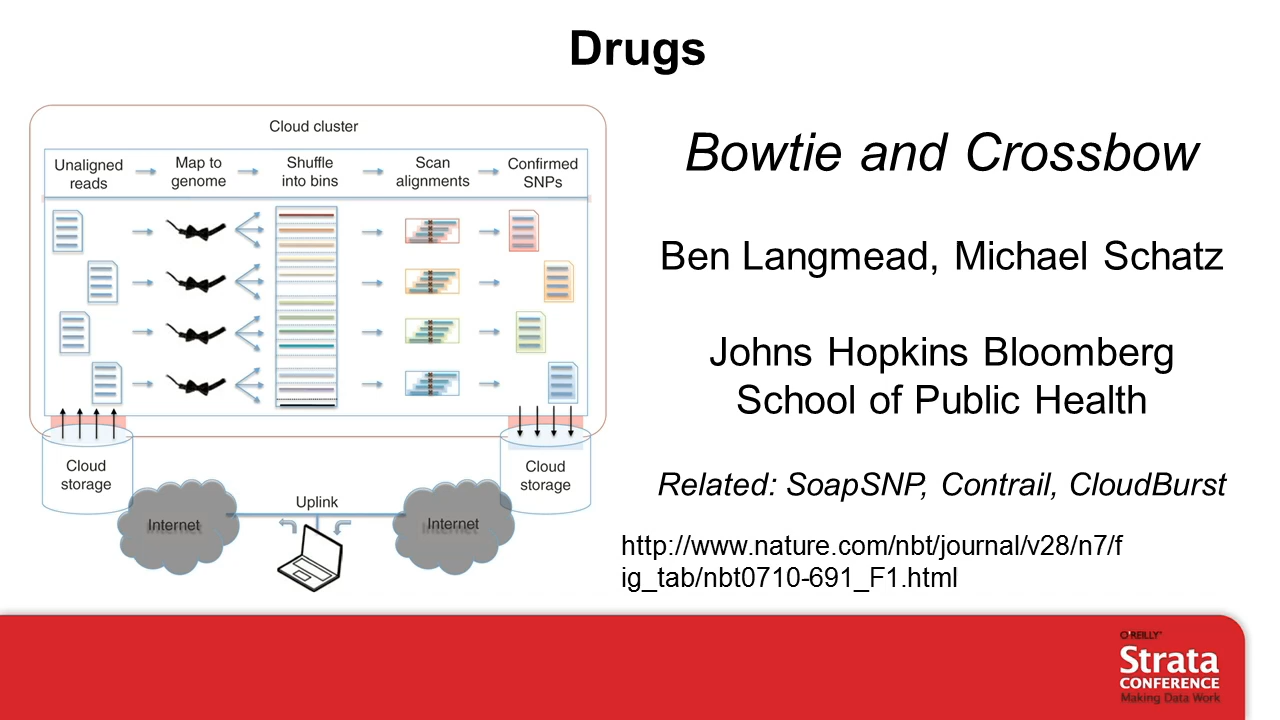 Drugs
Cloud cluster
Unaligned
reads
Map to
genome
Shuffle
into bins
Scan
alignments
Confirmed
SNPs
Cloud
storage
Internet
Uplink
Internet
Cloud
storage
Bowtie and Crossbow
Ben Langmead, Michael Schatz
Johns Hopkins Bloomberg
School of Public Health
Related: SoapSNP, Contrail, CloudBurst
http://www.nature.com/nbt/journal/v28/n7/f
ig_tab/nbt0710-691_F1.html
O'REILLY®
Strata
CONFERENCE
Making Data Work